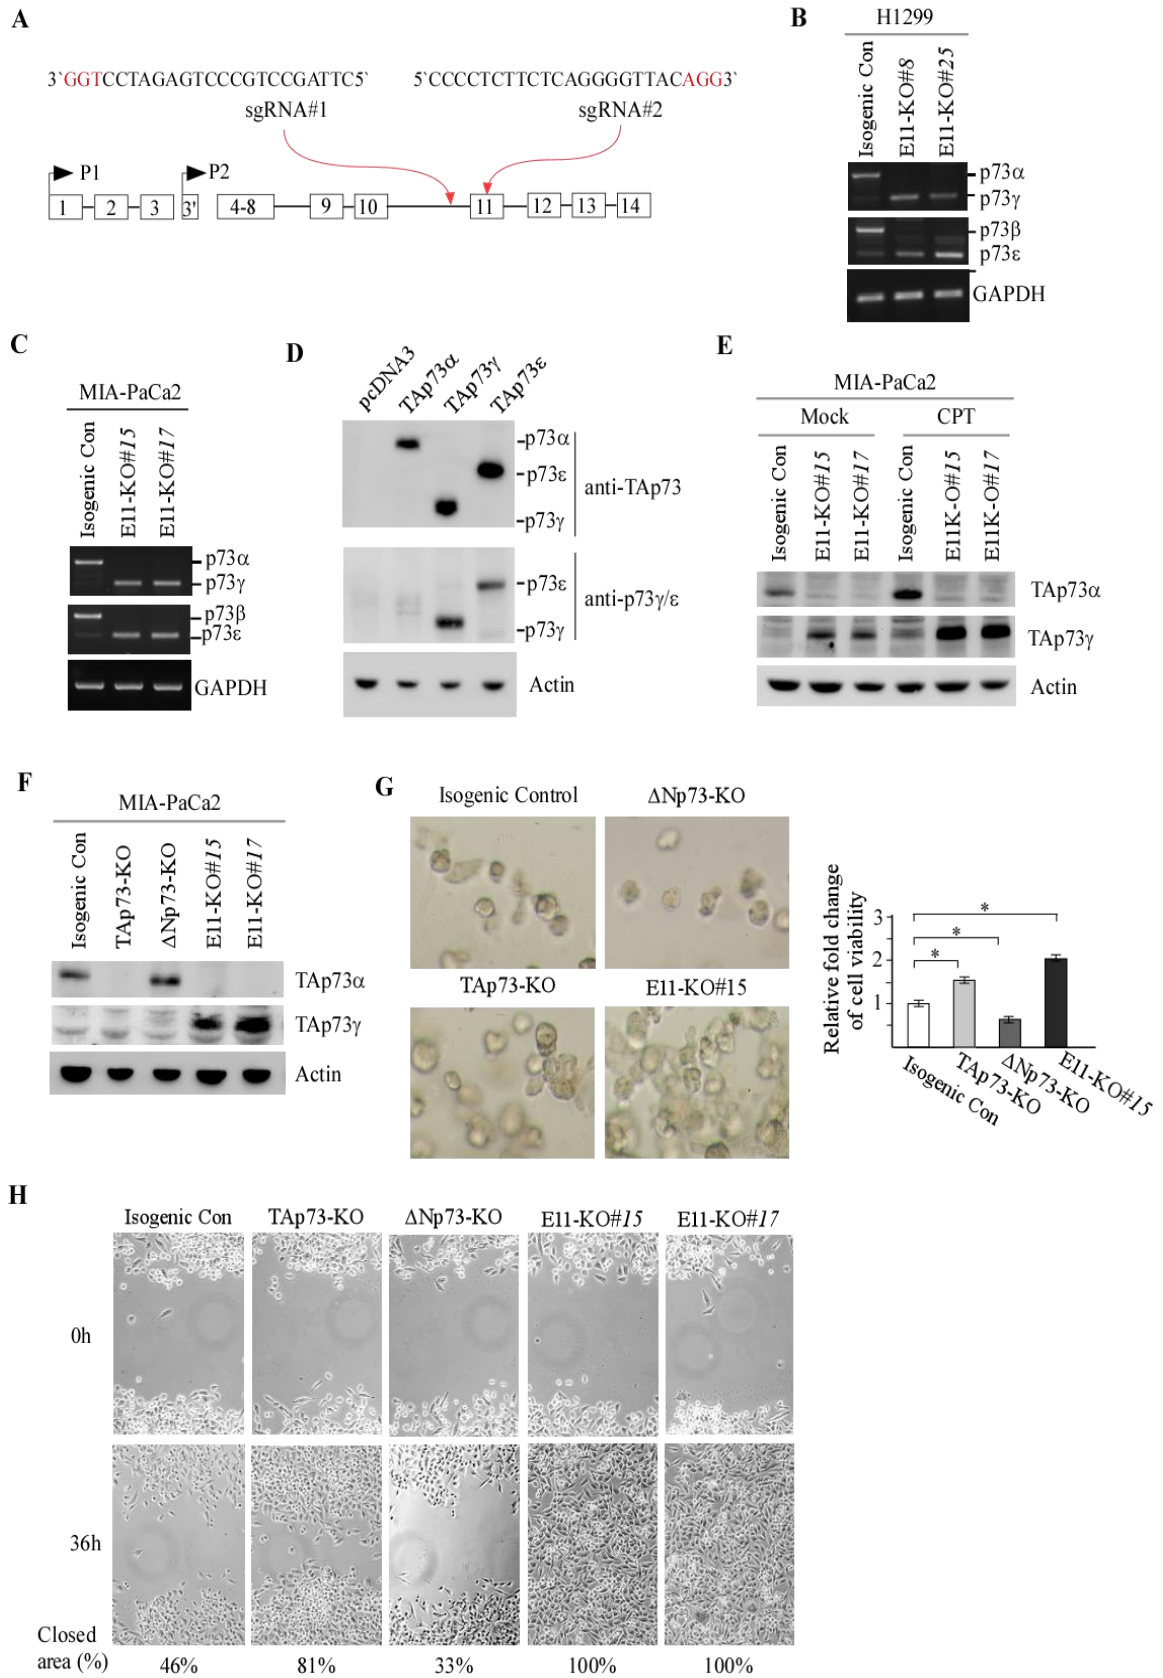 A
3`GGTCCTAGAGTCCCGTCCGATTC5`
5`CCCCTCTTCTCAGGGGTTACAGG3`
sgRNA#1
sgRNA#2
P1
P2
1
2
3
3'
4-8
9
10
11
12
13
14
B
H1299
Isogenic Con
E11-KO#8
E11-KO#25
p73α
p73γ
p73β
p73ε
GAPDH
C
MIA-PaCa2
Isogenic Con
E11-KO#15
E11-KO#17
p73α
p73γ
p73β
p73ε
GAPDH
D
pcDNA3
TAp73α
TAp73γ
TAp73ε
p73α
p73ε
p73γ
anti-TAp73
p73ε
p73γ
anti-p73γ/ε
Actin
E
MIA-PaCa2
Mock
CPT
Isogenic Con
E11-KO#15
E11-KO#17
Isogenic Con
E11K-O#15
E11K-O#17
TAp73α
TAp73γ
Actin
F
MIA-PaCa2
Isogenic Con
TAp73-KO
ΔNp73-KO
E11-KO#15
E11-KO#17
TAp73α
TAp73γ
Actin
G
Isogenic Control
ΔNp73-KO
TAp73-KO
E11-KO#15
Relative fold change
of cell viability
3
2
1
*
*
*
Isogenic Con
TAp73-KO
ΔNp73-KO
E11-KO#15
H
Isogenic Con
TAp73-KO
ΔNp73-KO
E11-KO#15
E11-KO#17
0h
36h
Closed
area (%)
46%
81%
33%
100%
100%